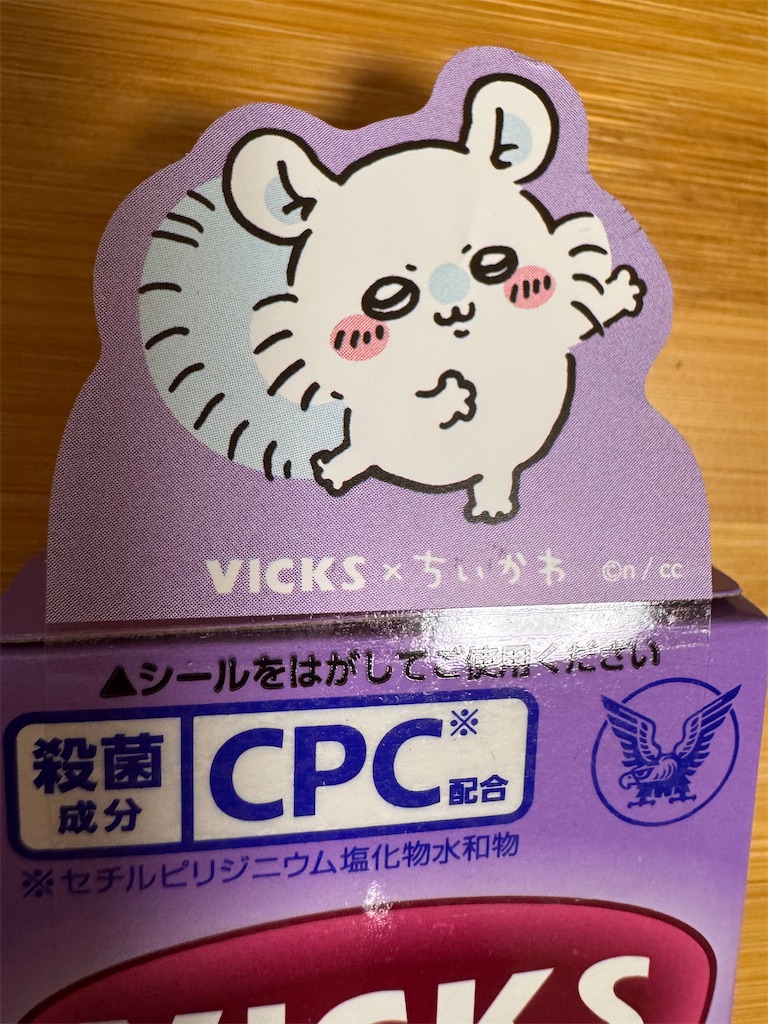 VICKS×ちいかわ ©n/cc
▲シールをはがしてご使用ください
殺菌成分 CPC※配合
※セチルピリジニウム塩化物水和物
VICKS